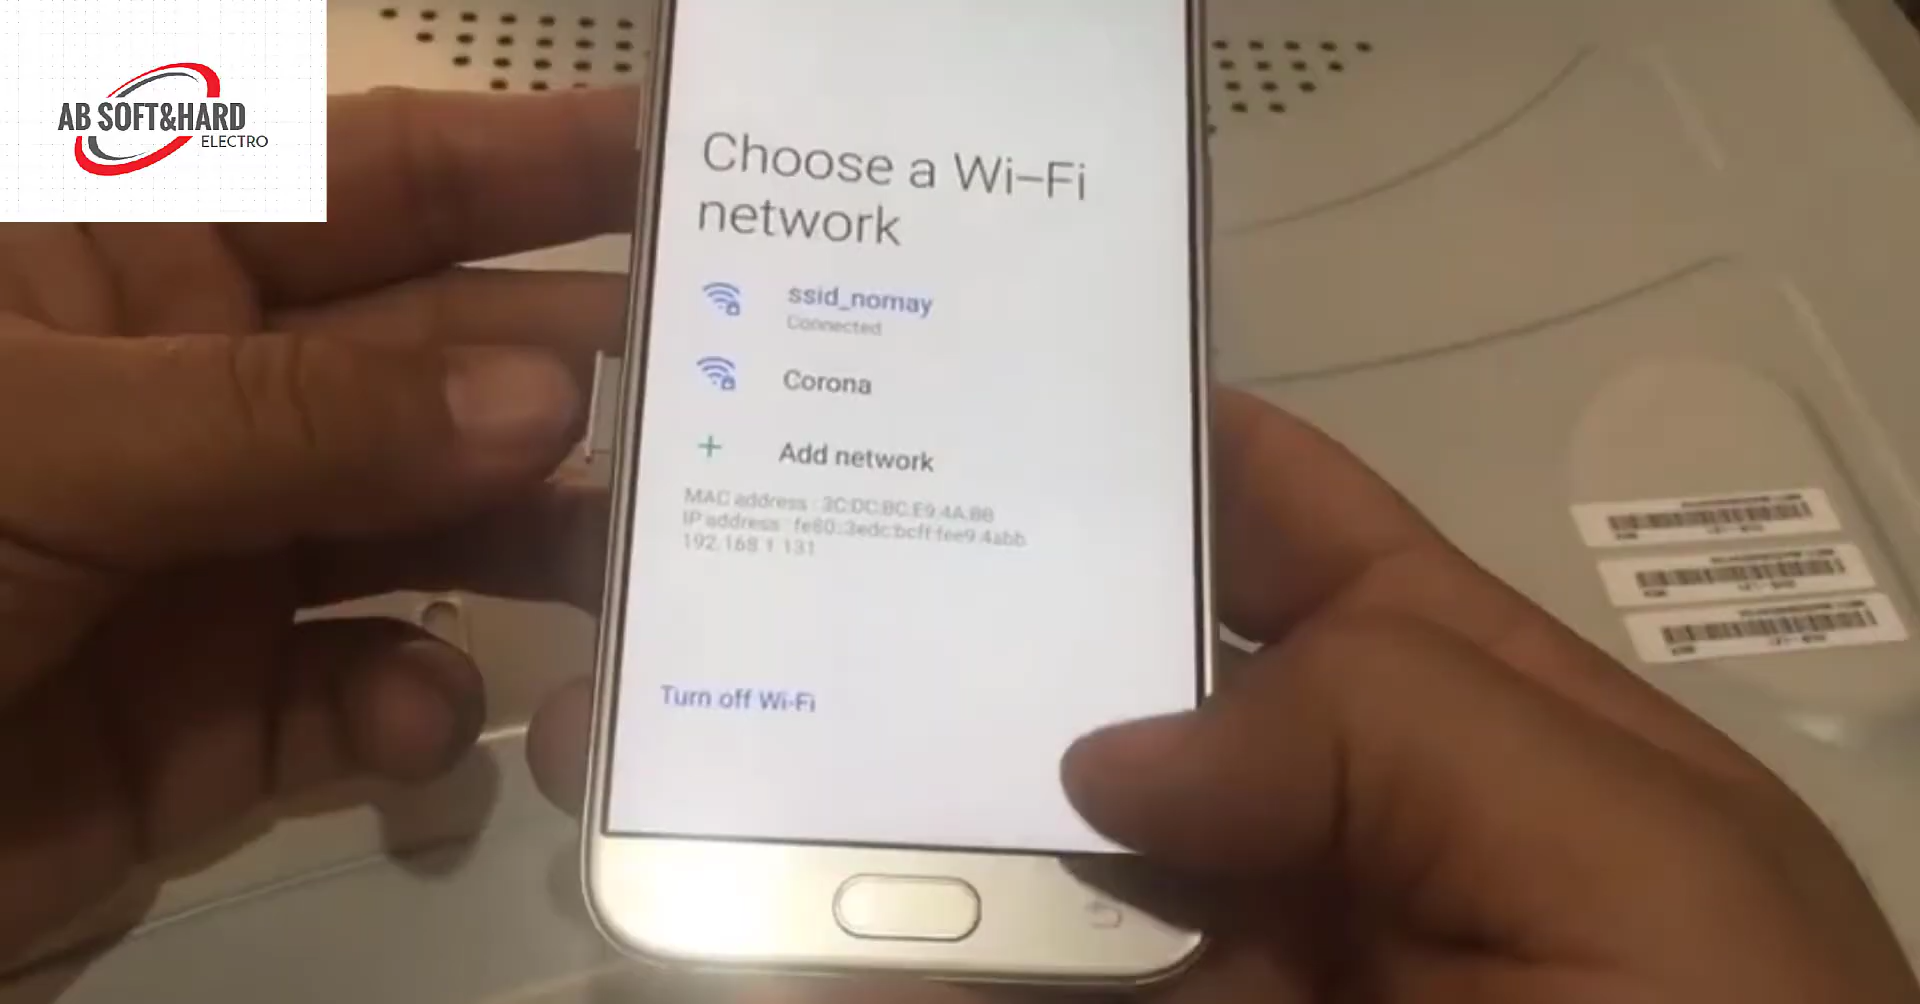 AB SOFT&HARD
ELECTRO
Choose a Wi-Fi
network
ssid_nomay
Connected
Corona
Add network
MAC address : 3C:DC:BC:E9:4A:BB
IP address : fe80::3edc:bcff:fee9:4abb
192.168.1.131
Turn off Wi-Fi